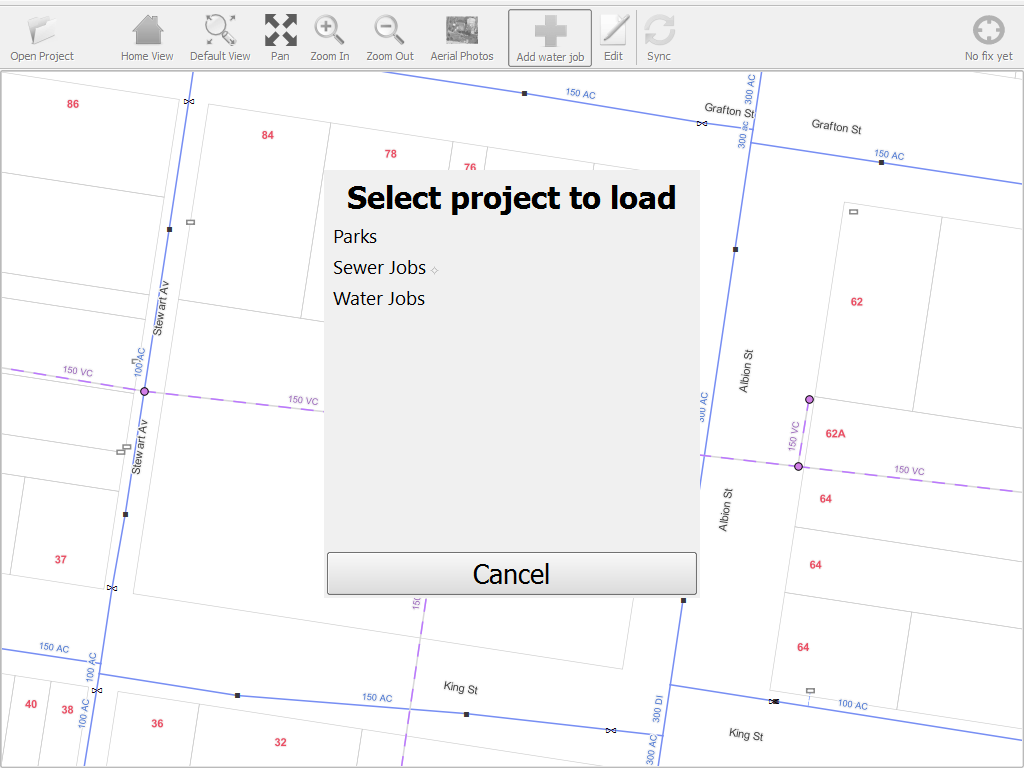 Open Project
Home View
Default View
Pan
Zoom In
Zoom Out
Aerial Photos
Add water job
Edit
Sync
No fix yet
86
84
78
76
150 AC
Grafton St
300 AC
300 ac
Grafton St
150 AC
Select project to load
Parks
Sewer Jobs
Water Jobs
Cancel
62
Stewart Av
100 AC
150 VC
150 VC
Stewart Av
Albion St
300 AC
150 VC
62A
150 VC
64
Albion St
64
37
64
150 AC
100 AC
40
38
100 AC
36
32
150 AC
King St
300 DI
300 AC
100 AC
King St